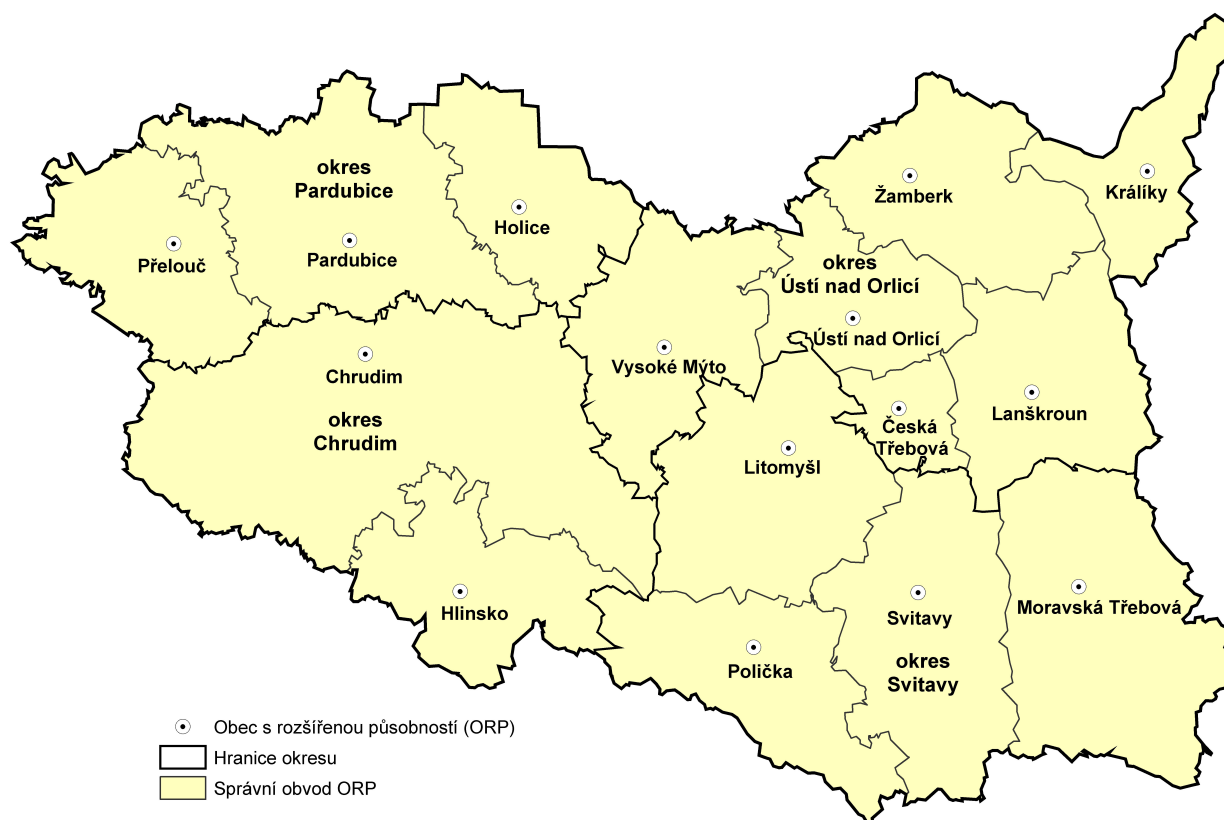 okres
Pardubice
Žamberk
Králíky
Holice
Přelouč
Pardubice
okres
Ústí nad Orlicí
Ústí nad Orlicí
Chrudim
Vysoké Mýto
okres
Chrudim
Lanškroun
Česká
Třebová
Litomyšl
Hlinsko
Svitavy
Moravská Třebová
Polička
okres
Svitavy
Obec s rozšířenou působností (ORP)
Hranice okresu
Správní obvod ORP